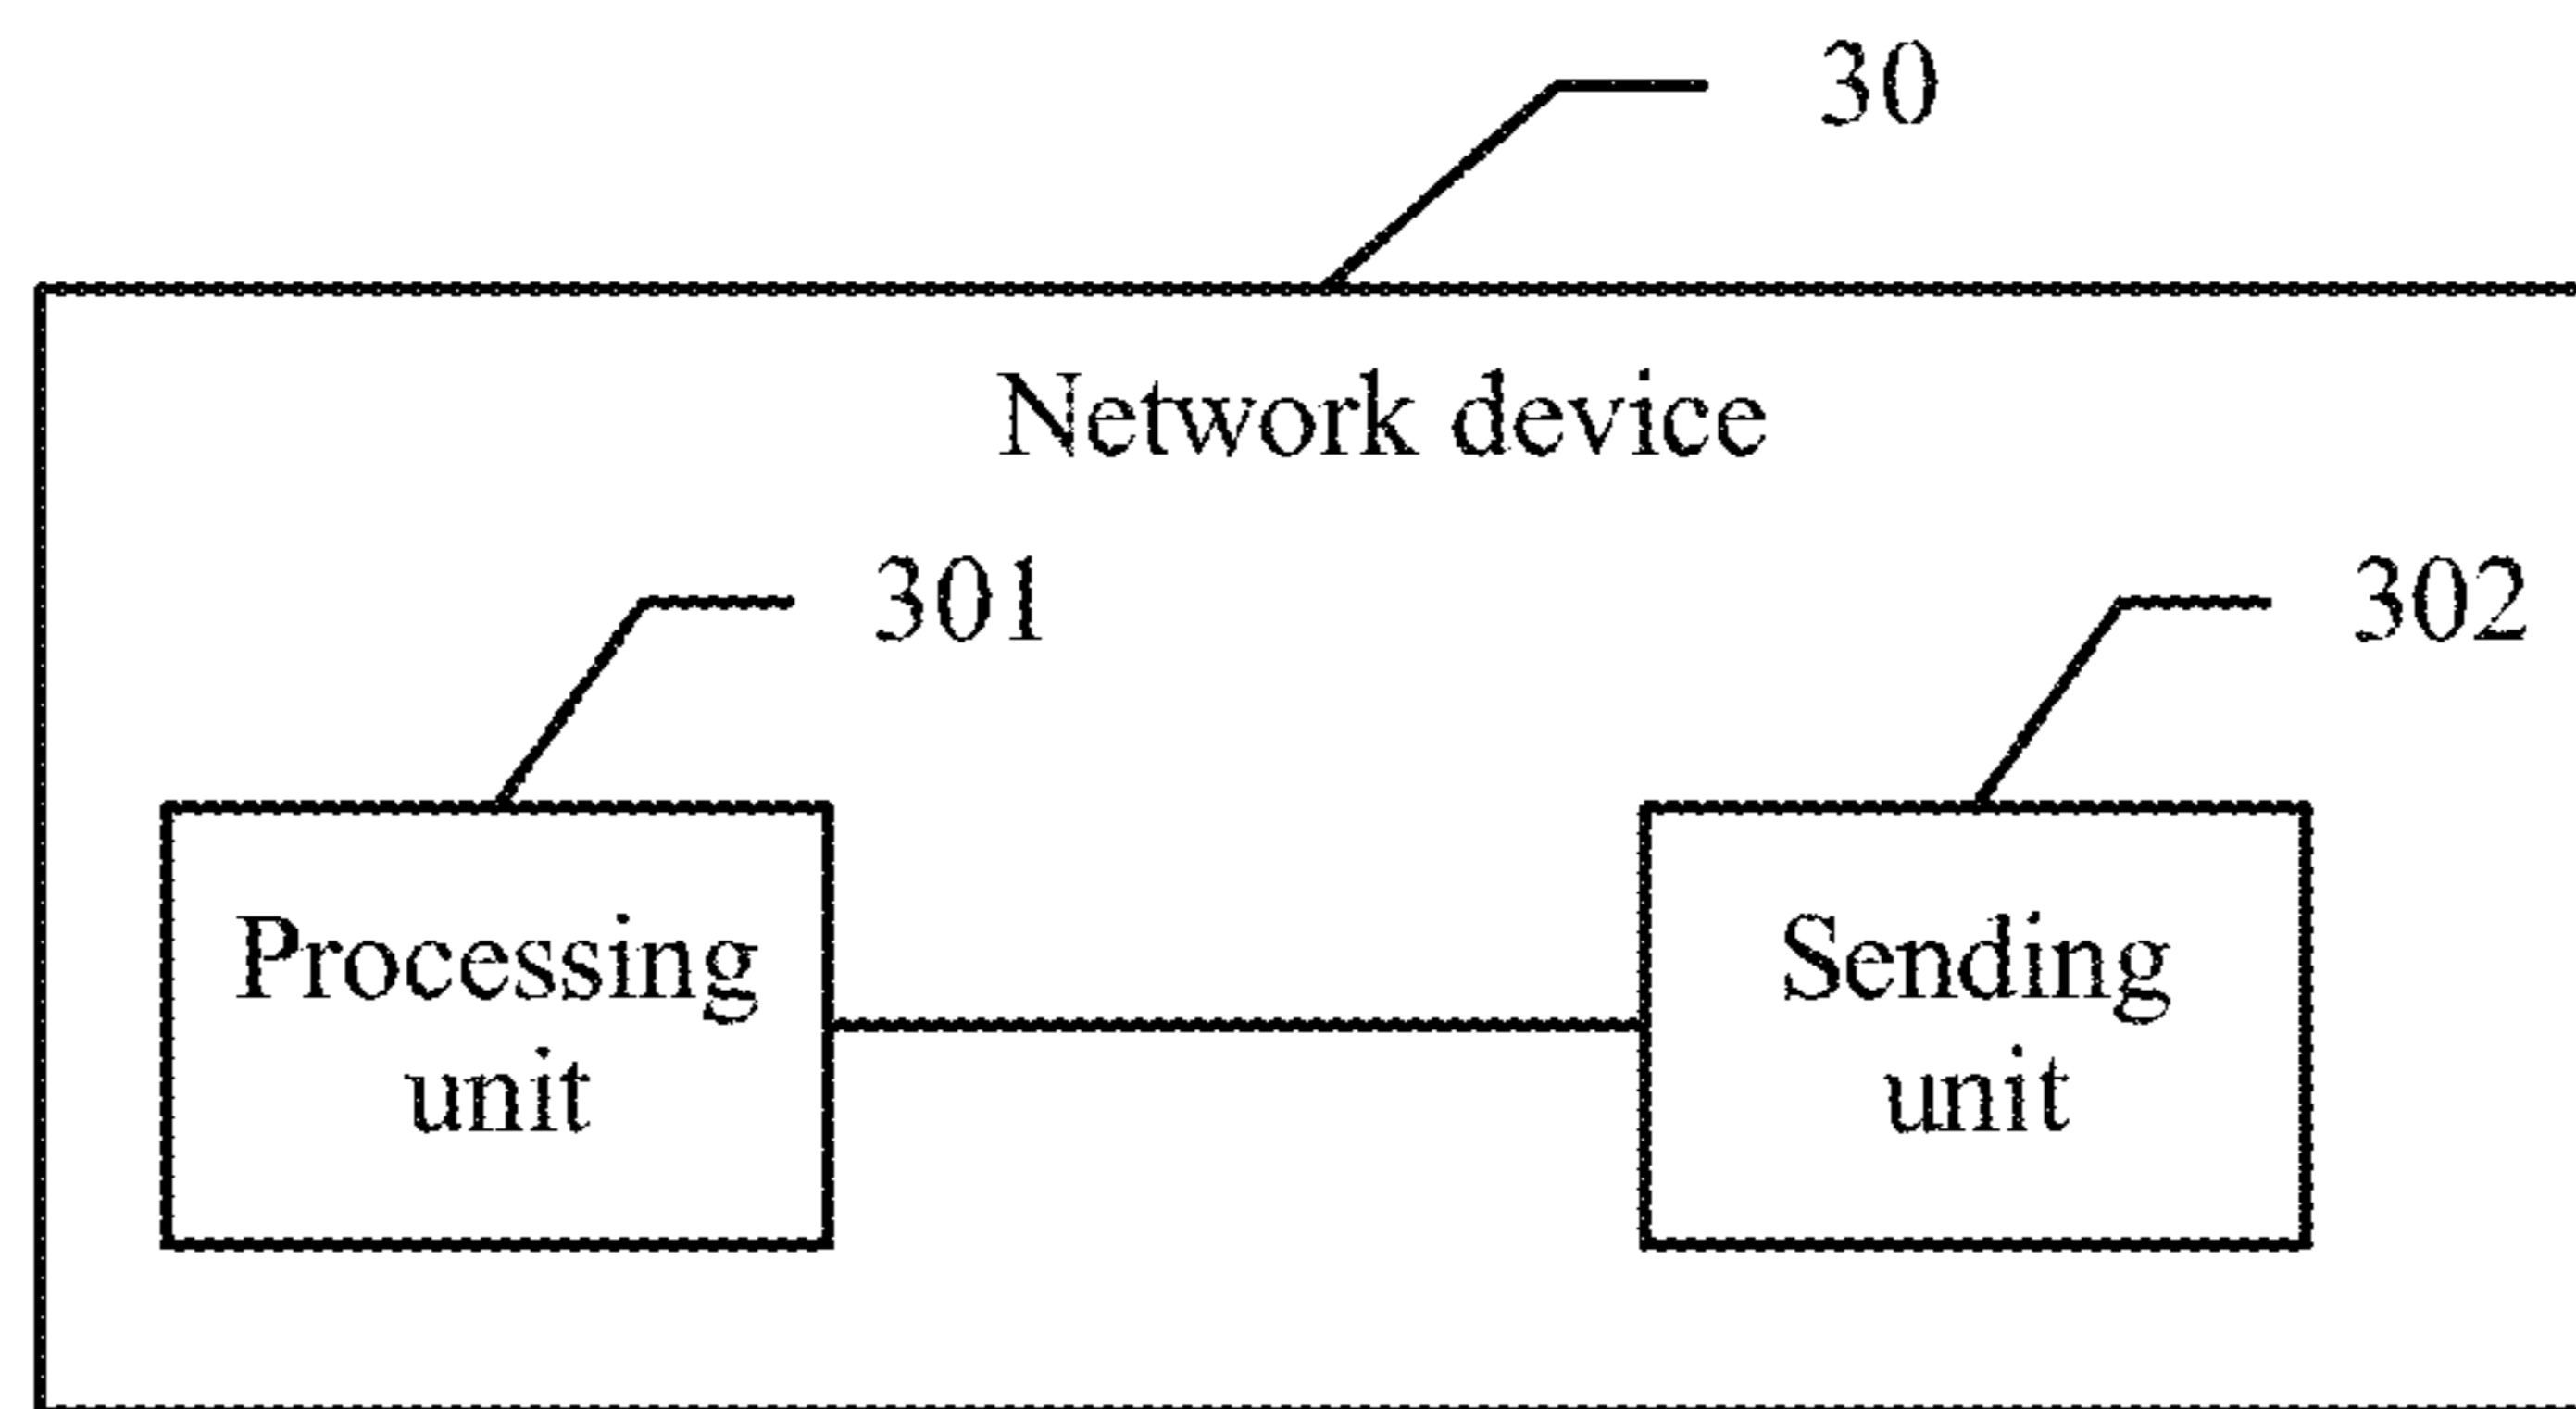 30
Network device
301
302
Processing
unit
Sending
unit